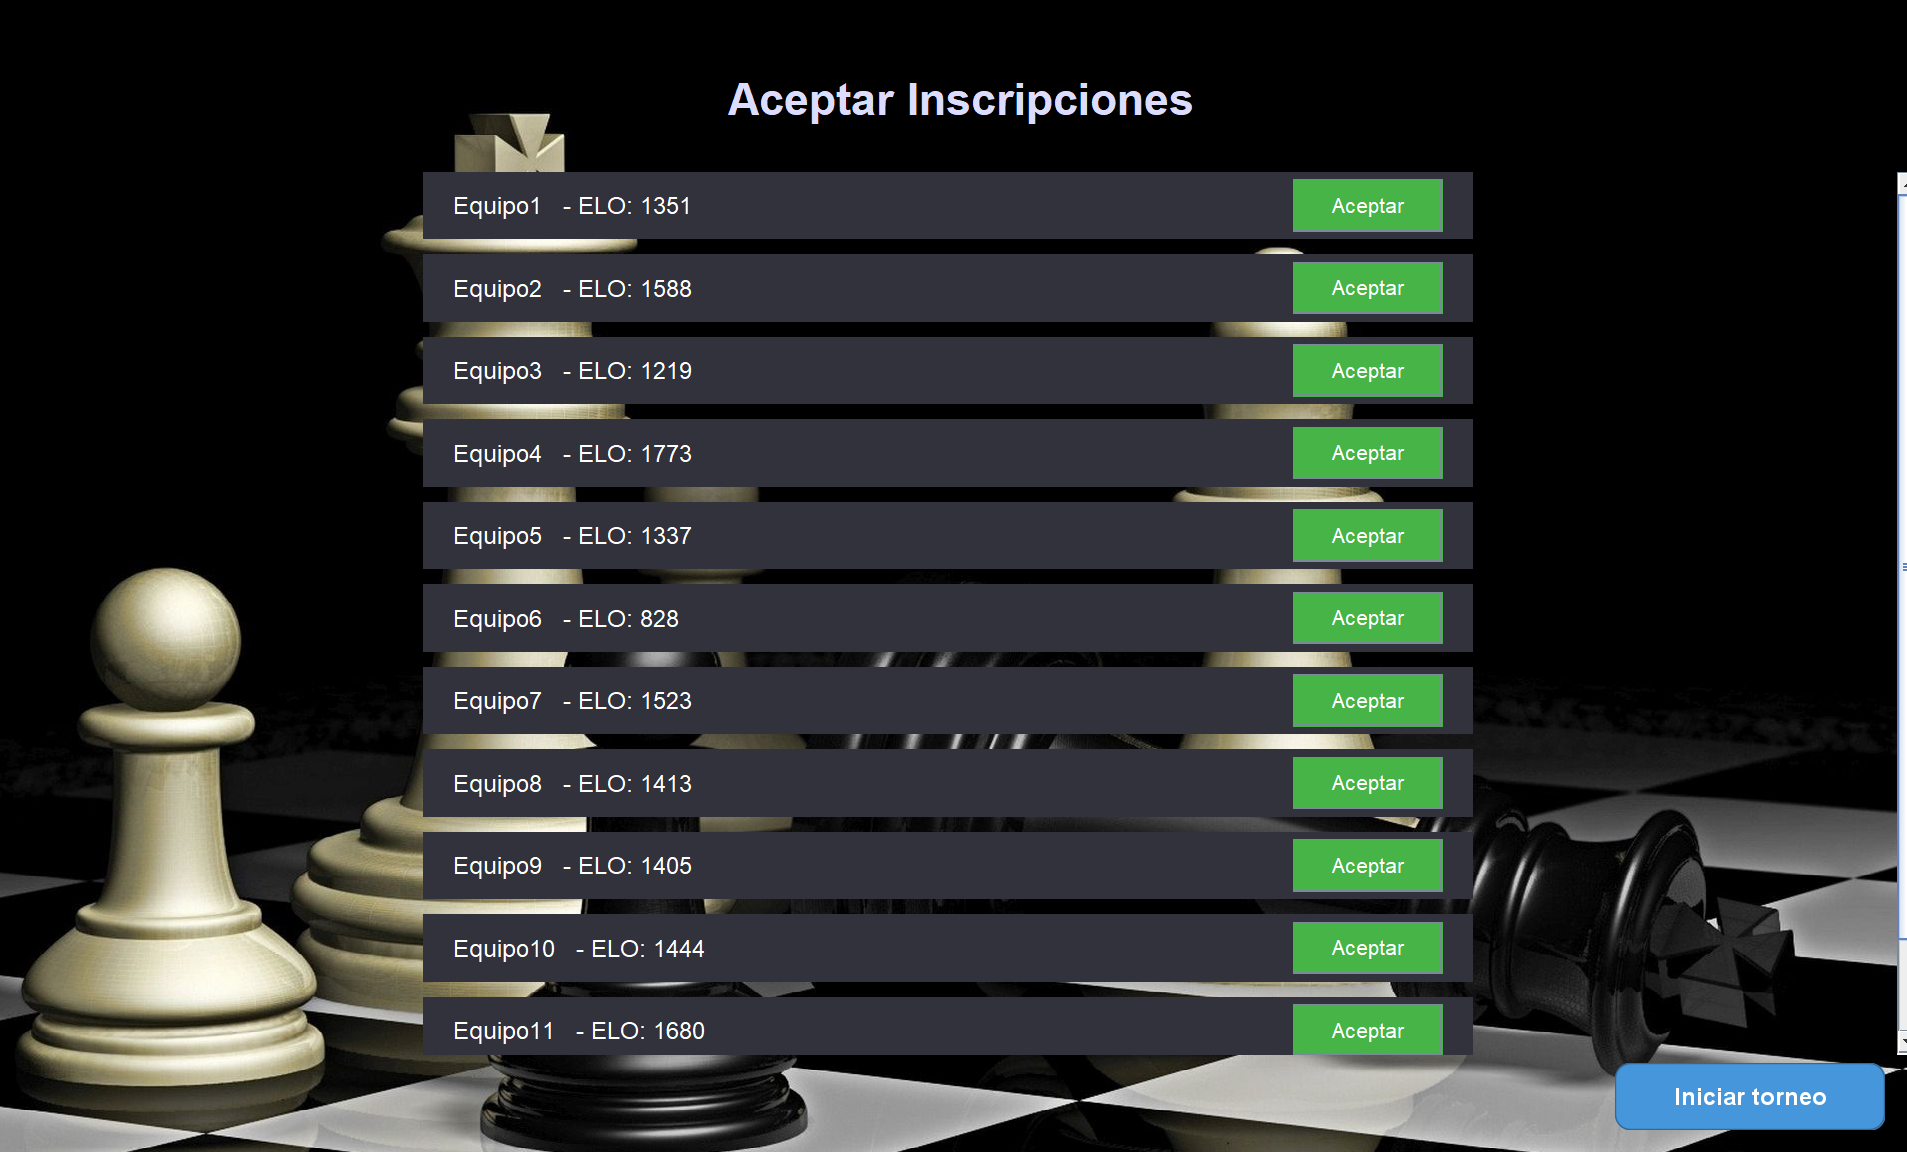 Aceptar Inscripciones
Equipo1 - ELO: 1351 Aceptar
Equipo2 - ELO: 1588 Aceptar
Equipo3 - ELO: 1219 Aceptar
Equipo4 - ELO: 1773 Aceptar
Equipo5 - ELO: 1337 Aceptar
Equipo6 - ELO: 828 Aceptar
Equipo7 - ELO: 1523 Aceptar
Equipo8 - ELO: 1413 Aceptar
Equipo9 - ELO: 1405 Aceptar
Equipo10 - ELO: 1444 Aceptar
Equipo11 - ELO: 1680 Aceptar
Iniciar torneo